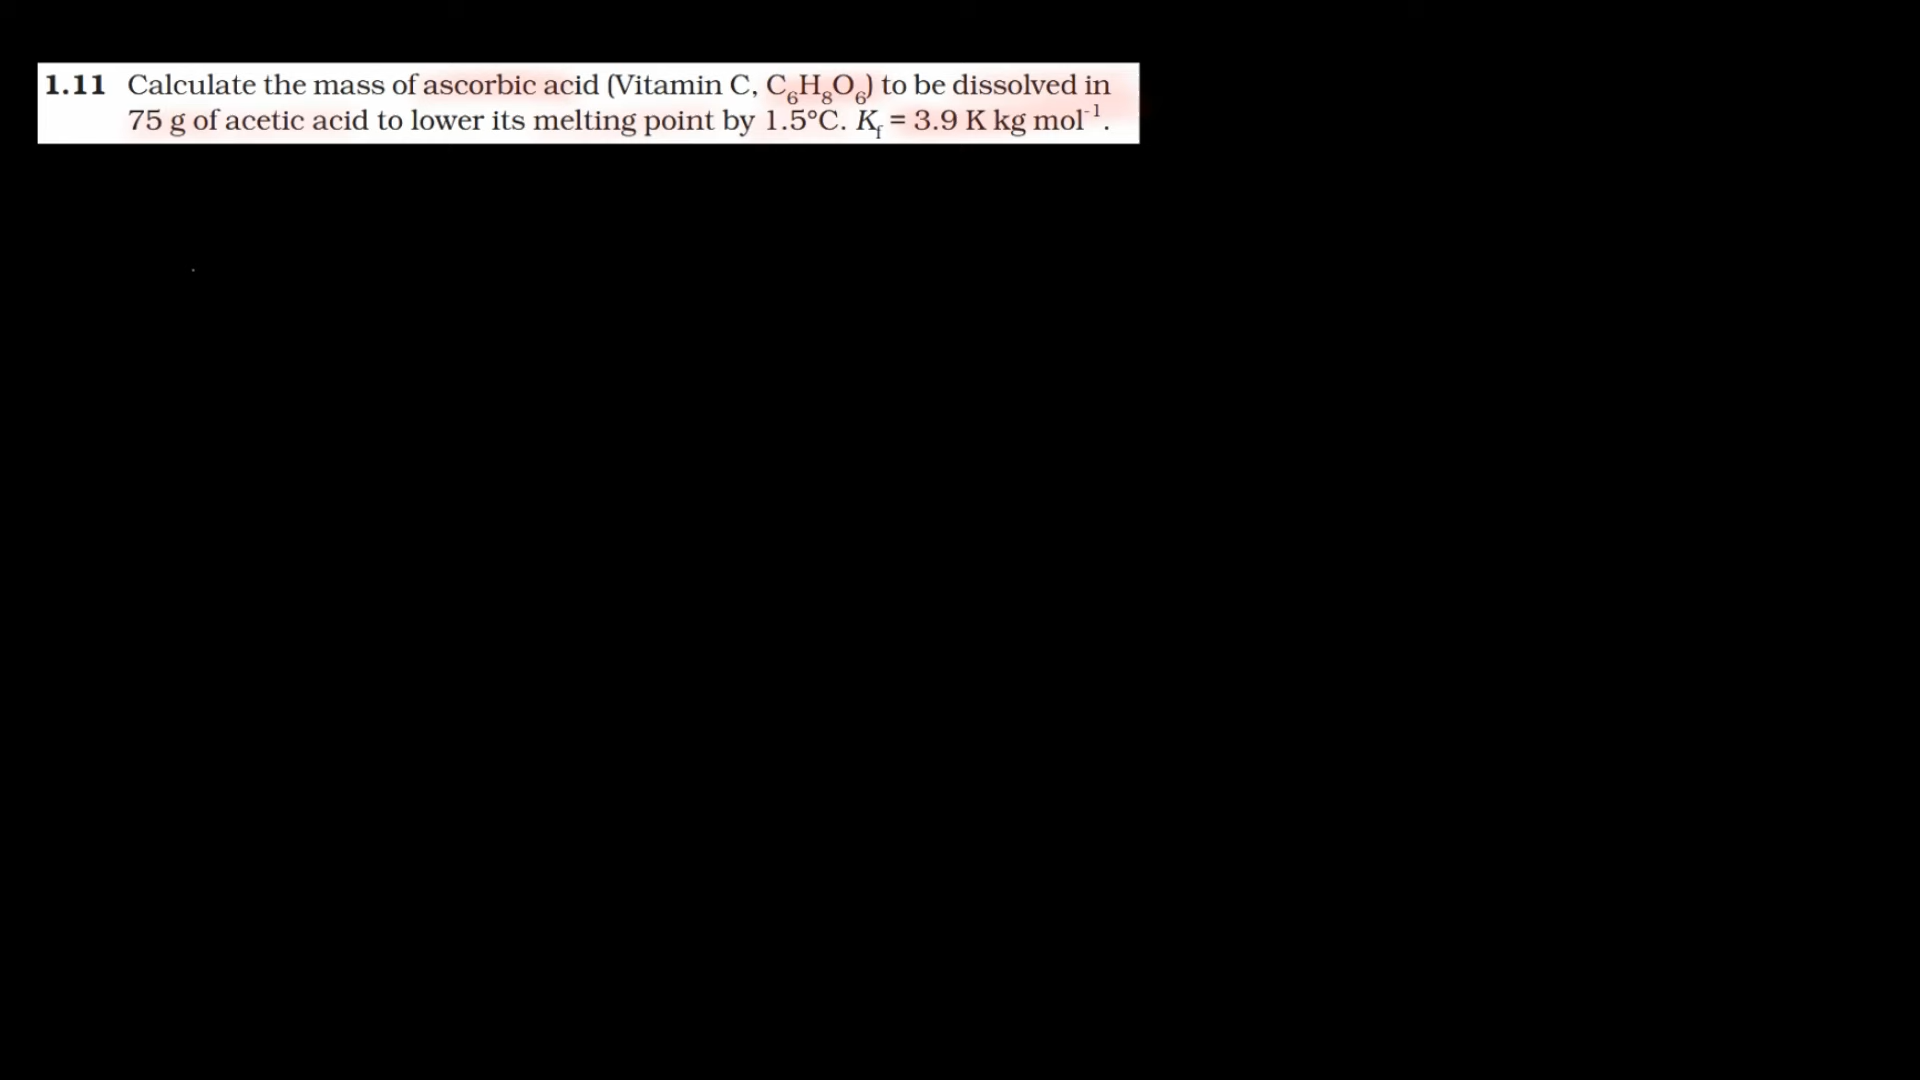 1.11 Calculate the mass of ascorbic acid (Vitamin C, C₆H₈O₆) to be dissolved in
75 g of acetic acid to lower its melting point by 1.5°C. K_f = 3.9 K kg mol⁻¹.